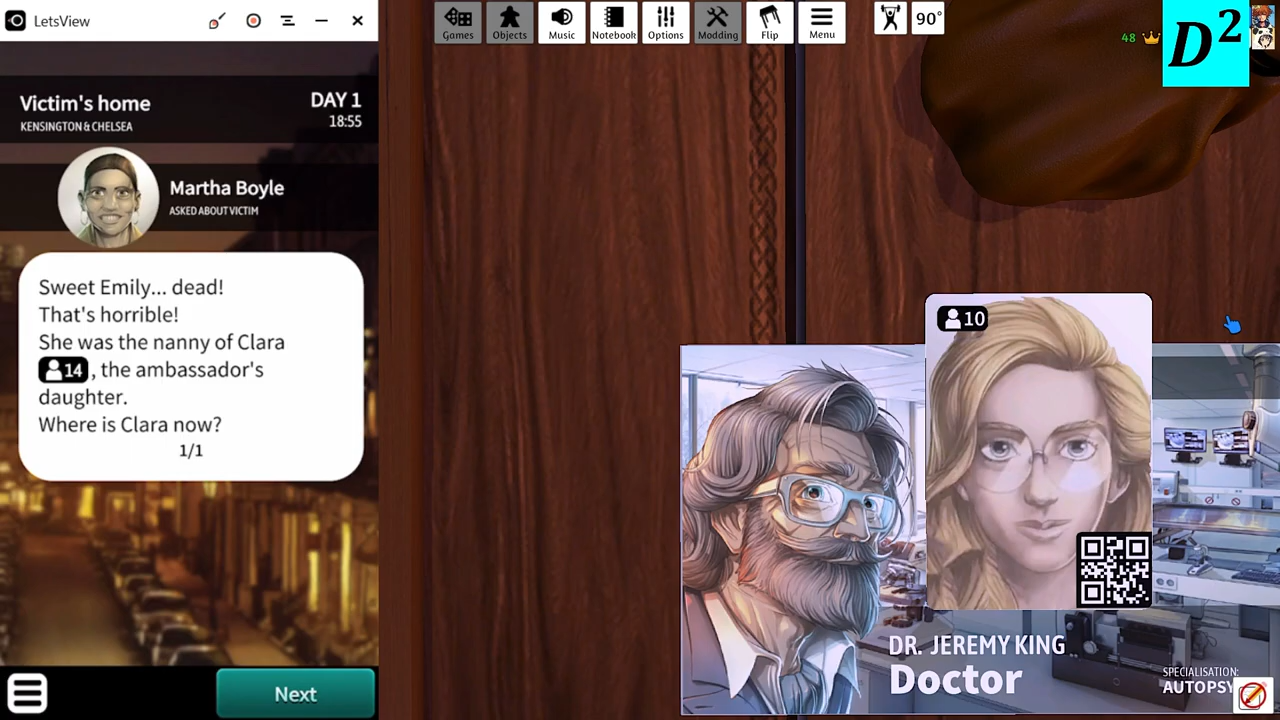 LetsView
Victim's home
KENSINGTON & CHELSEA
DAY 1
18:55
Martha Boyle
ASKED ABOUT VICTIM
Sweet Emily... dead!
That's horrible!
She was the nanny of Clara
14 , the ambassador's
daughter.
Where is Clara now?
1/1
Next
Games
Objects
Music
Notebook
Options
Modding
Flip
Menu
90°
48
D²
10
DR. JEREMY KING
Doctor
SPECIALISATION:
AUTOPSY